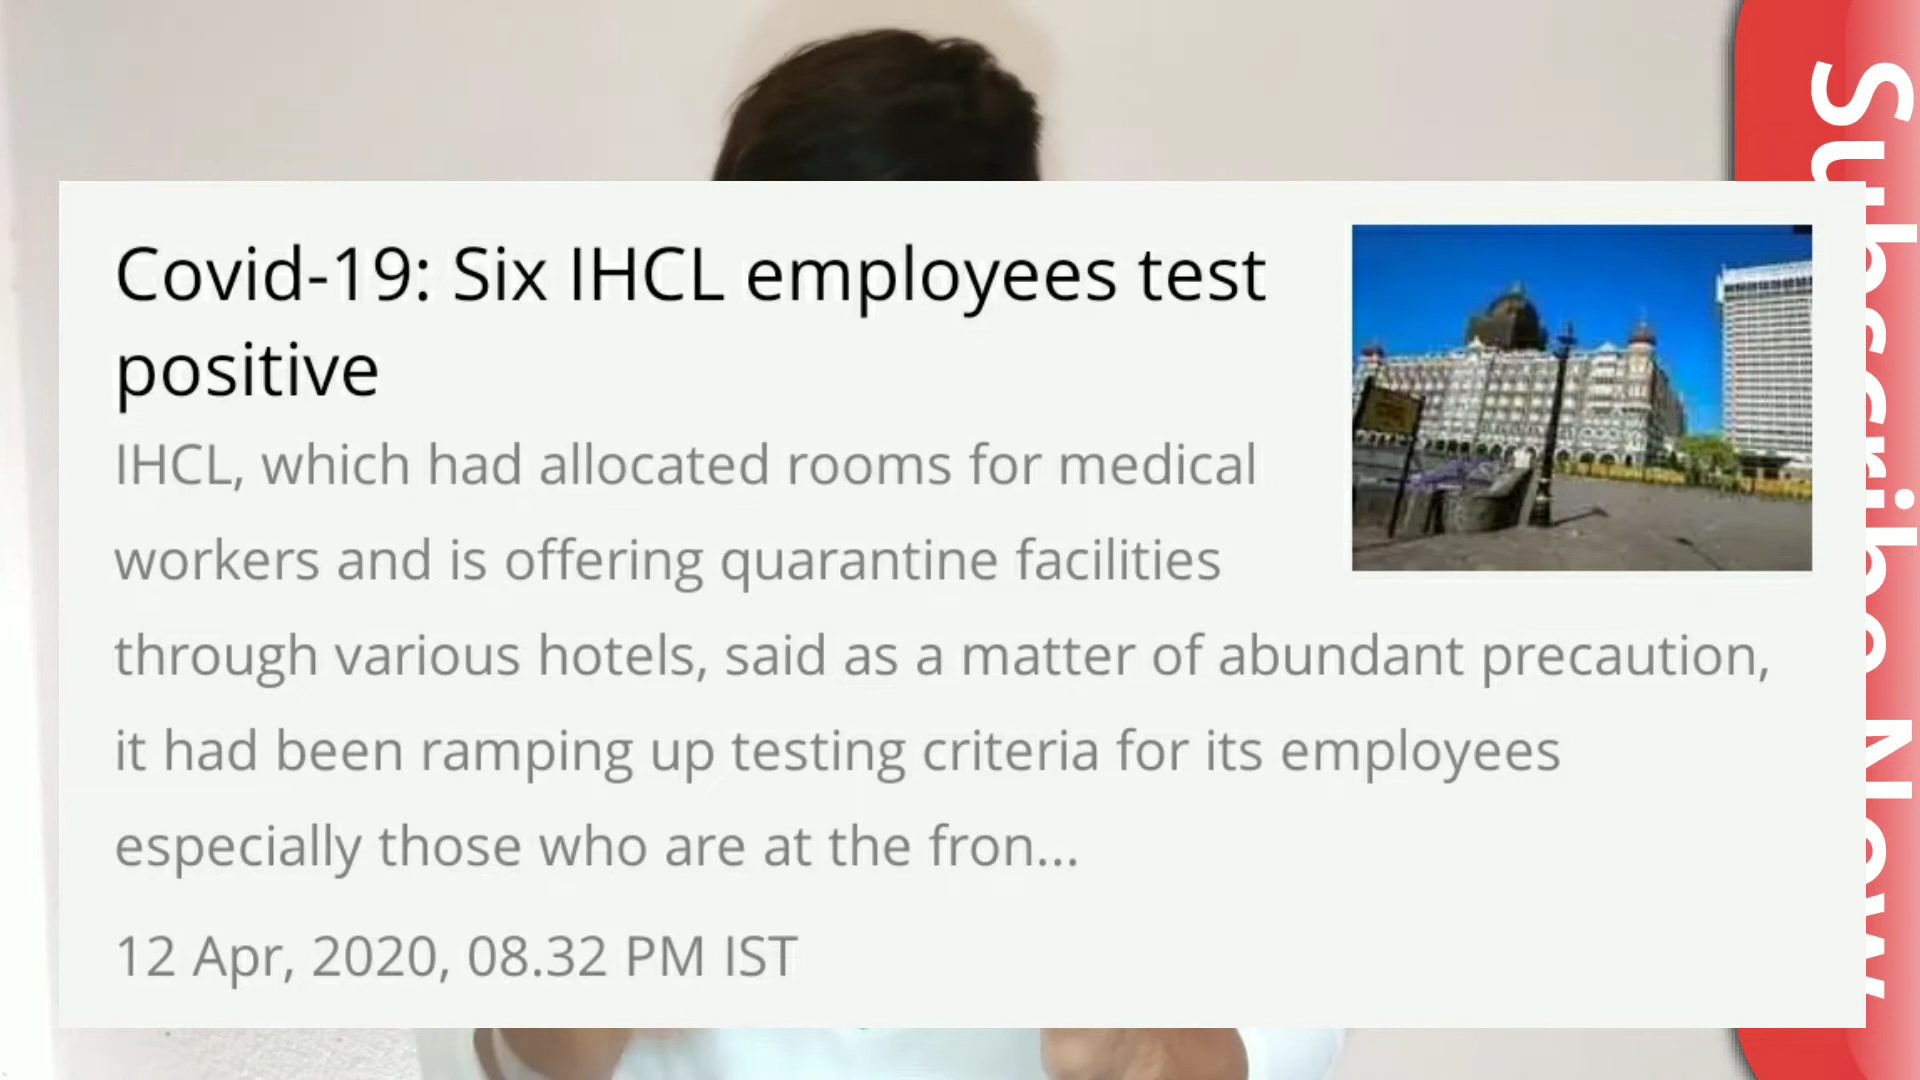 Covid-19: Six IHCL employees test
positive
IHCL, which had allocated rooms for medical
workers and is offering quarantine facilities
through various hotels, said as a matter of abundant precaution,
it had been ramping up testing criteria for its employees
especially those who are at the fron...
12 Apr, 2020, 08.32 PM IST
Subscribe Now